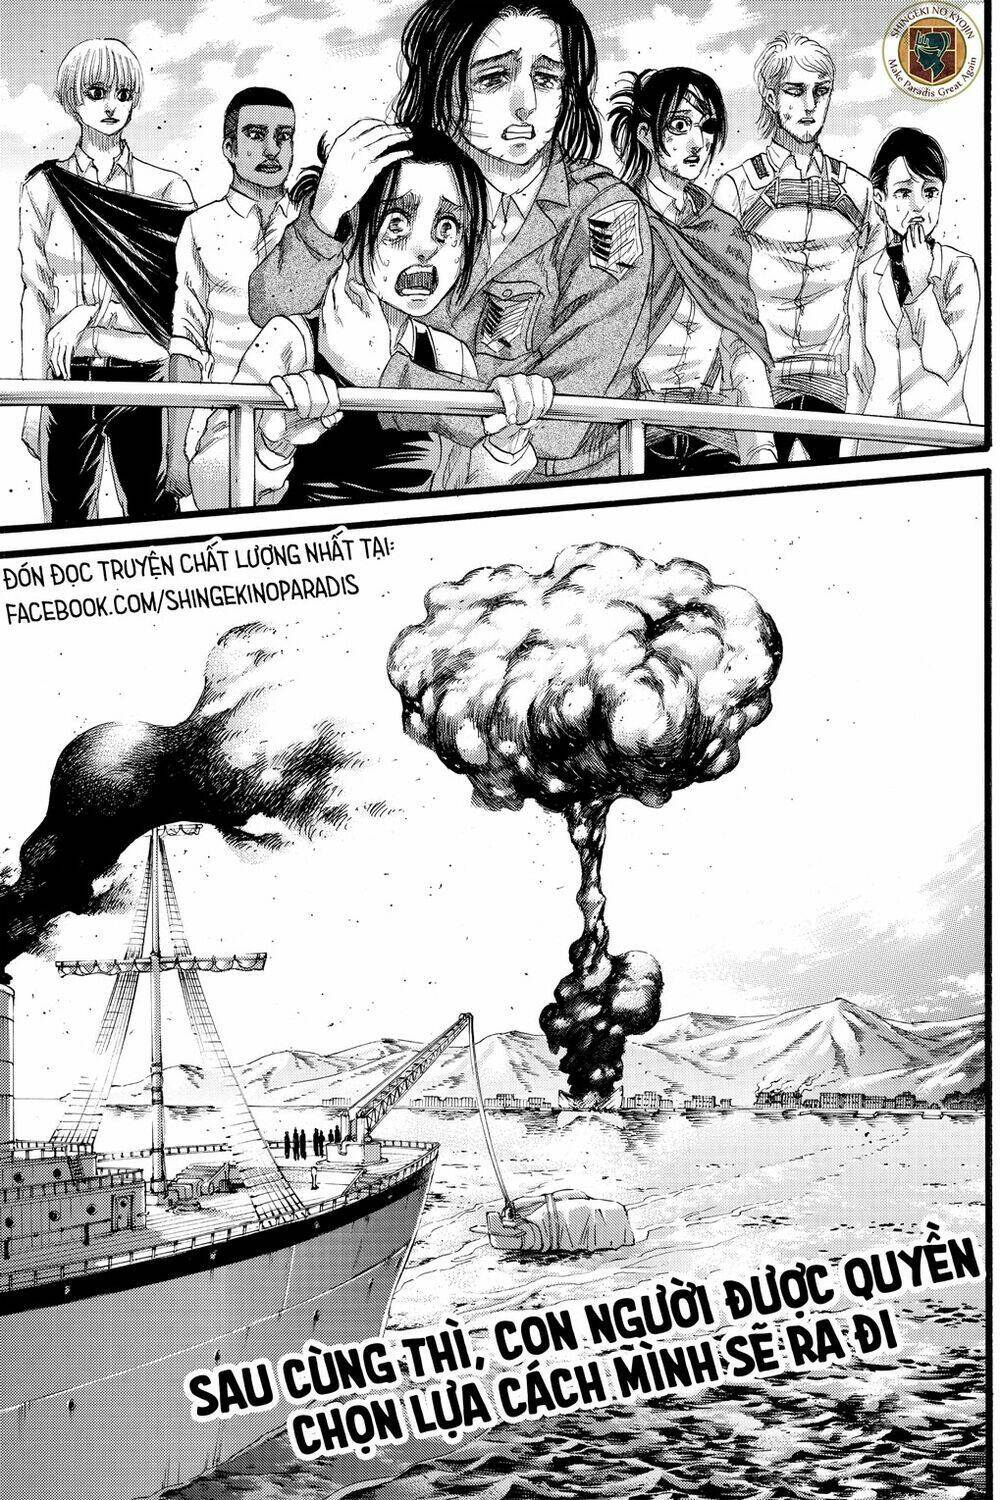 SHINGEKI NO KYOJIN
Make Paradis Great Again
ĐÓN ĐỌC TRUYỆN CHẤT LƯỢNG NHẤT TẠI:
FACEBOOK.COM/SHINGEKINOPARADIS
SAU CÙNG THÌ, CON NGƯỜI ĐƯỢC QUYỀN
CHỌN LỰA CÁCH MÌNH SẼ RA ĐI